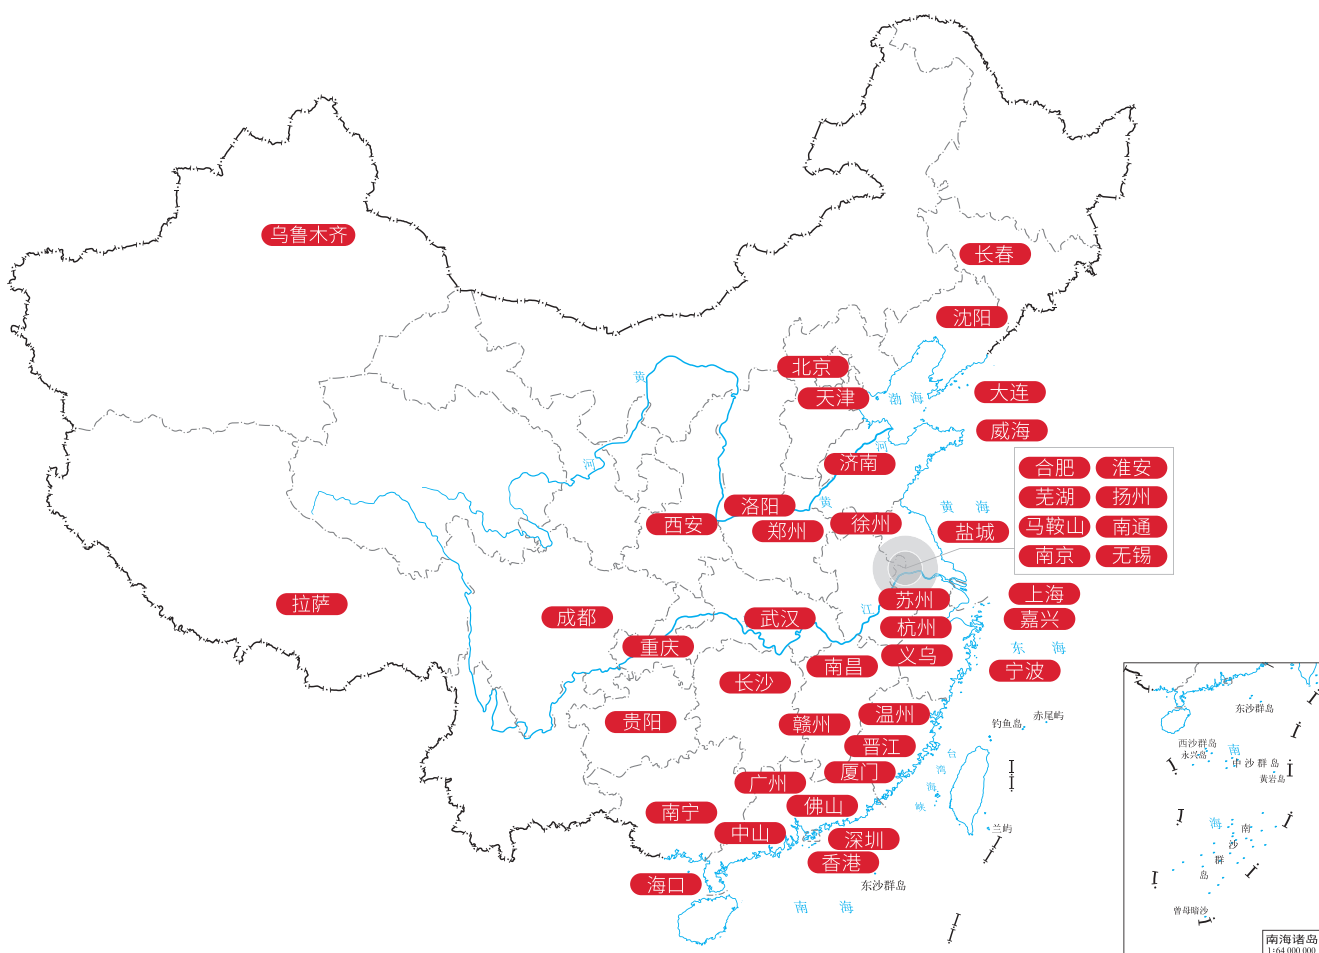 乌鲁木齐
长春
沈阳
北京
黄
大连
天津
渤海
威海
河
济南
河
合肥
淮安
芜湖
扬州
洛阳
黄
黄海
西安
郑州
徐州
盐城
马鞍山
南通
南京
无锡
上海
拉萨
苏州
江
成都
武汉
嘉兴
杭州
重庆
东海
义乌
南昌
宁波
长沙
温州
贵阳
赣州
钓鱼岛
赤尾屿
东沙群岛
晋江
台
湾
海
峡
西沙群岛
永兴岛
南
中沙群岛
黄岩岛
厦门
广州
佛山
南宁
中山
兰屿
深圳
海
南
沙
群
岛
香港
海口
东沙群岛
南海
曾母暗沙
南海诸岛
1:64 000 000